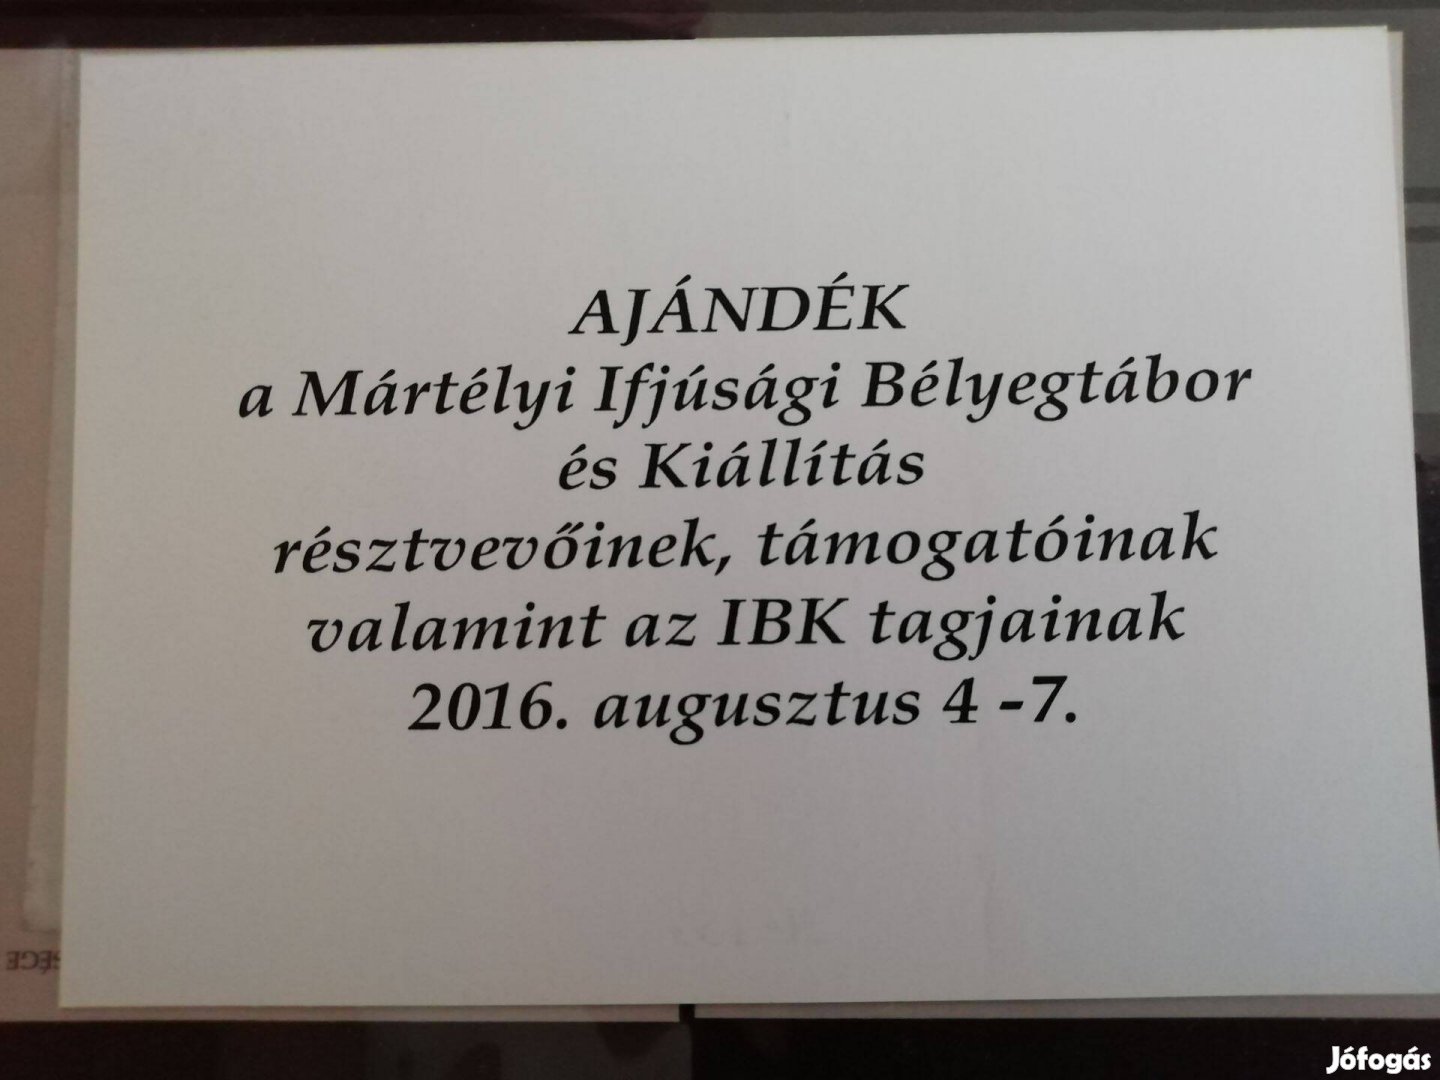 AJÁNDÉK
a Mártélyi Ifjúsági Bélyegtábor
és Kiállítás
résztvevőinek, támogatóinak
valamint az IBK tagjainak
2016. augusztus 4 -7.
Jófogás